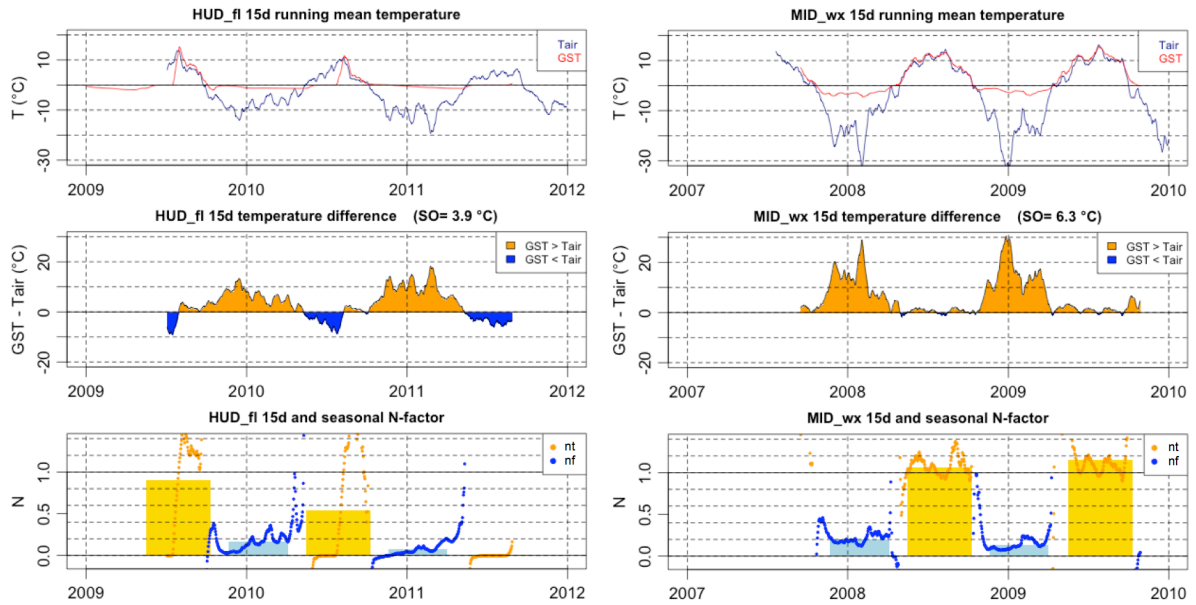 HUD_fl 15d running mean temperature
T (°C)
10
-10
-30
Tair
GST
2009 2010 2011 2012
MID_wx 15d running mean temperature
T (°C)
10
-10
-30
Tair
GST
2007 2008 2009 2010
HUD_fl 15d temperature difference (SO= 3.9 °C)
GST - Tair (°C)
20
0
-20
GST > Tair
GST < Tair
2009 2010 2011 2012
MID_wx 15d temperature difference (SO= 6.3 °C)
GST - Tair (°C)
20
0
-20
GST > Tair
GST < Tair
2007 2008 2009 2010
HUD_fl 15d and seasonal N-factor
N
1.0
0.5
0.0
nt
nf
2009 2010 2011 2012
MID_wx 15d and seasonal N-factor
N
1.0
0.5
0.0
nt
nf
2007 2008 2009 2010